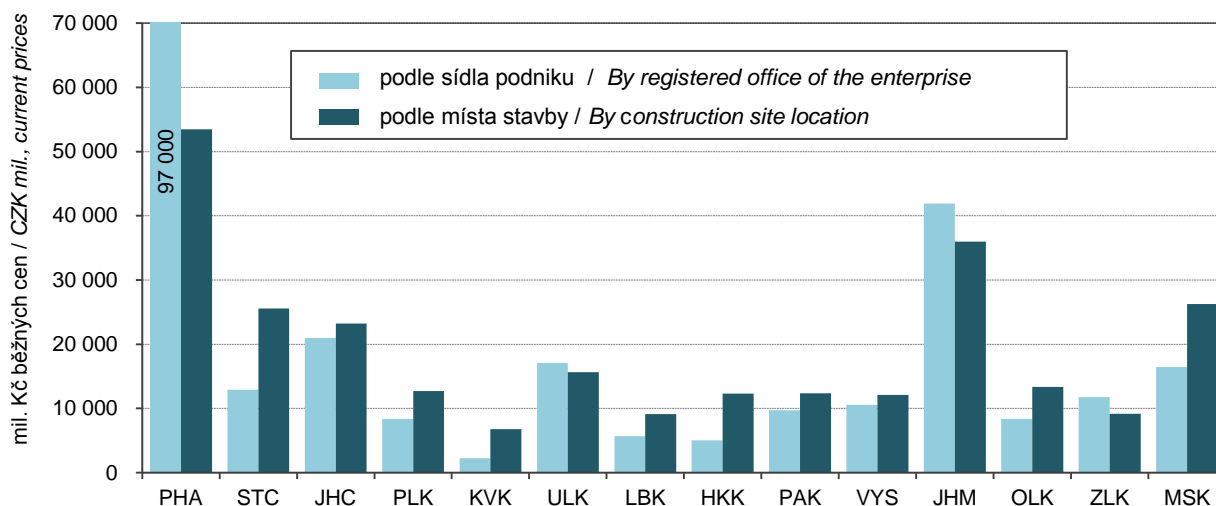 mil. Kč běžných cen / CZK mil., current prices
70 000
60 000
50 000
40 000
30 000
20 000
10 000
0
podle sídla podniku / By registered office of the enterprise
podle místa stavby / By construction site location
97 000
PHA STC JHC PLK KVK ULK LBK HKK PAK VYS JHM OLK ZLK MSK